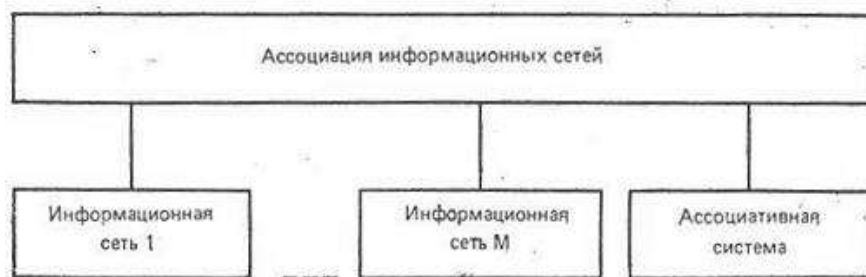 Ассоциация информационных сетей
Информационная
сеть 1
Информационная
сеть М
Ассоциативная
система